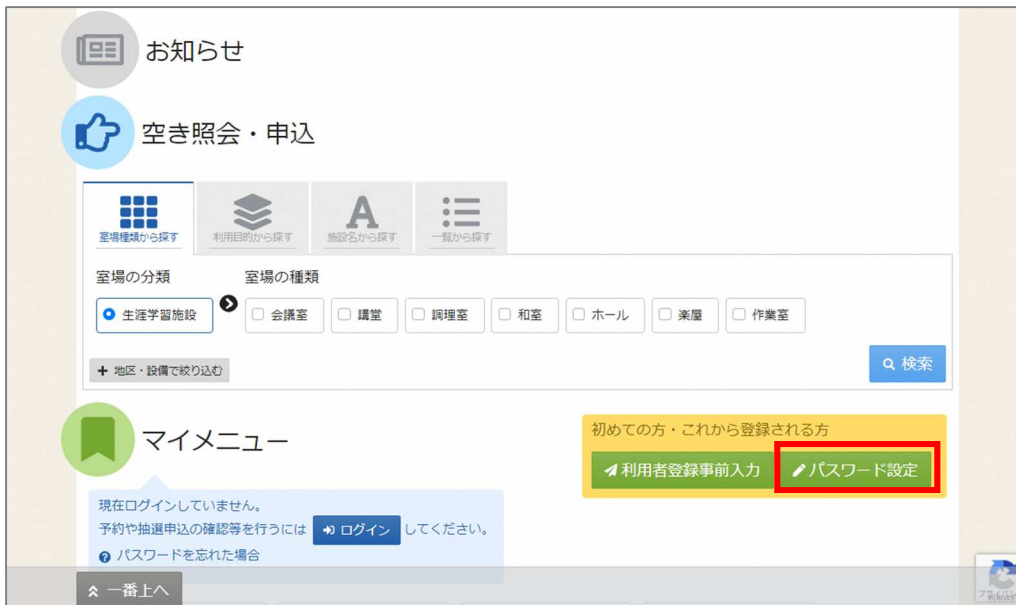 お知らせ
空き照会・申込
室場種類から探す
利用目的から探す
施設名から探す
一覧から探す
室場の分類
室場の種類
生涯学習施設
会議室
講堂
調理室
和室
ホール
楽屋
作業室
地区・設備で絞り込む
検索
マイメニュー
初めての方・これから登録される方
利用者登録事前入力
パスワード設定
現在ログインしていません。
予約や抽選申込の確認等を行うには ログイン してください。
パスワードを忘れた場合
一番上へ